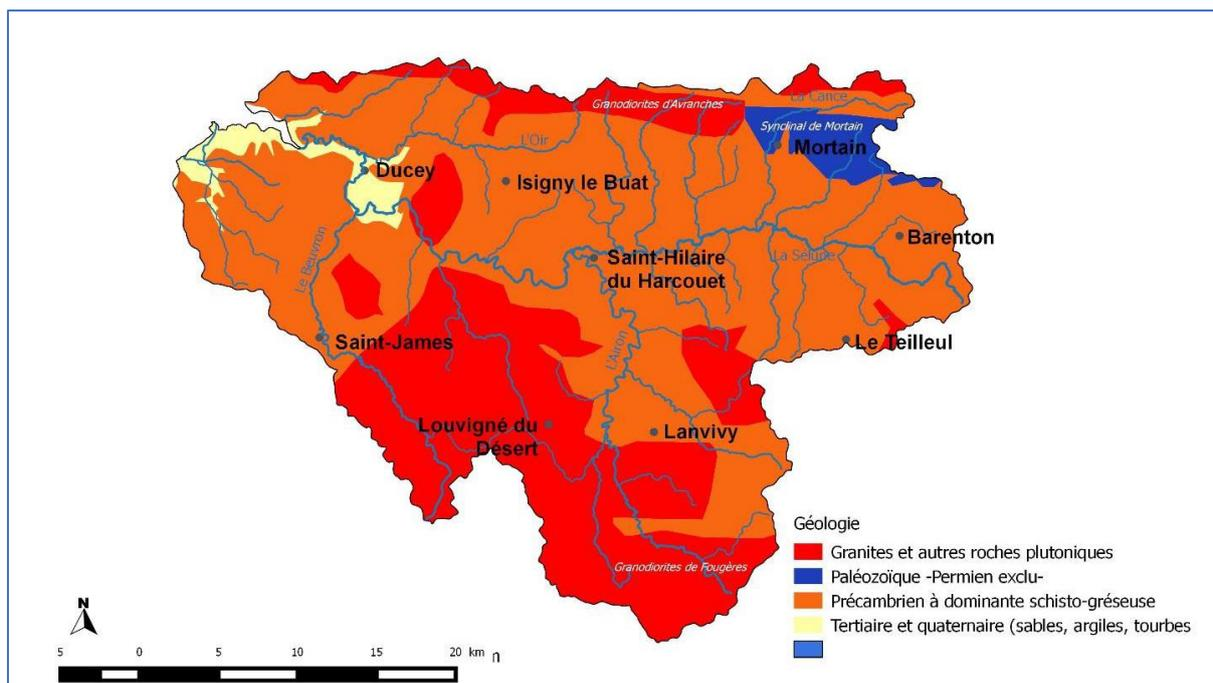 Granodiorites d'Avranches
La Cance
Syndinal de Mortain
Mortain
L'Oir
Ducey
Isigny le Buat
Barenton
Le Beuvron
Saint-Hilaire
du Harcouet
La Sélune
Saint-James
L'Airon
Le Teilleul
Louvigné du
Désert
Lanvivy
Granodiorites de Fougères
Géologie
Granites et autres roches plutoniques
Paléozoïque -Permien exclu-
Précambrien à dominante schisto-gréseuse
Tertiaire et quaternaire (sables, argiles, tourbes
N
5 0 5 10 15 20 km n